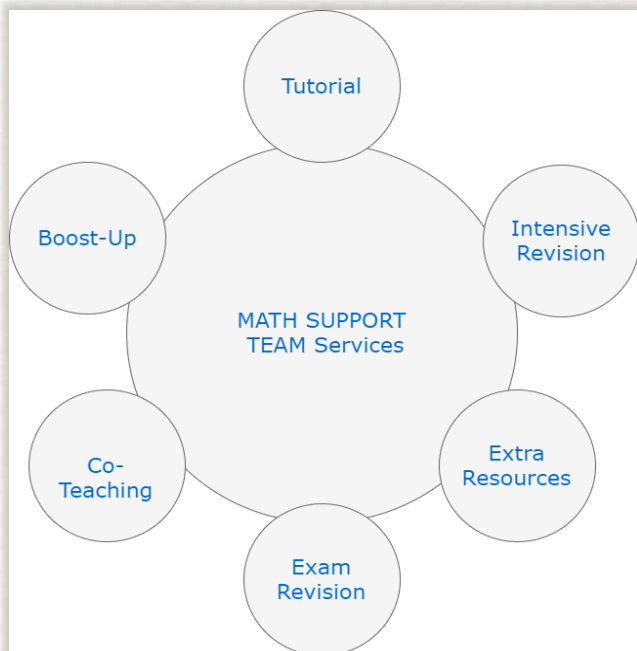 Tutorial
Boost-Up
Intensive
Revision
MATH SUPPORT
TEAM Services
Co-
Teaching
Extra
Resources
Exam
Revision